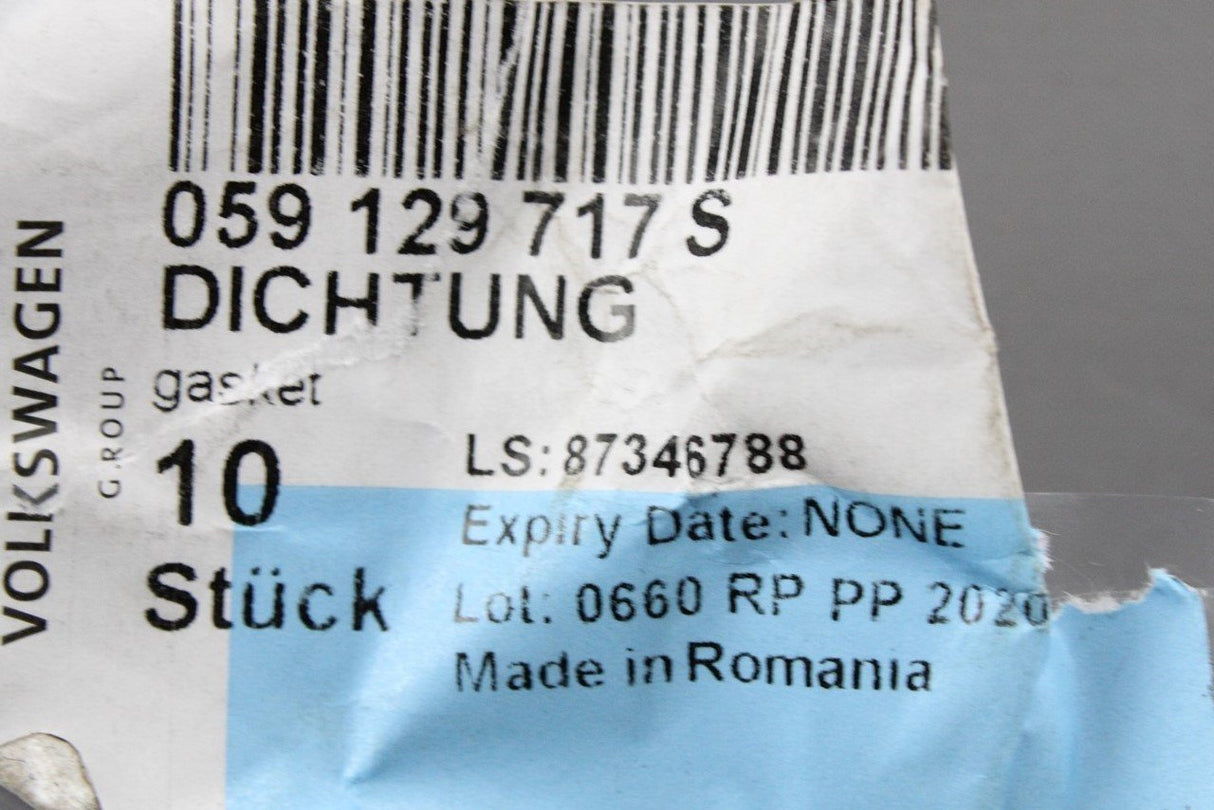 VOLKSWAGEN
GROUP
059 129 717 S
DICHTUNG
gasket
10
Stück
LS: 87346788
Expiry Date: NONE
Lot: 0660 RP PP 2020
Made in Romania